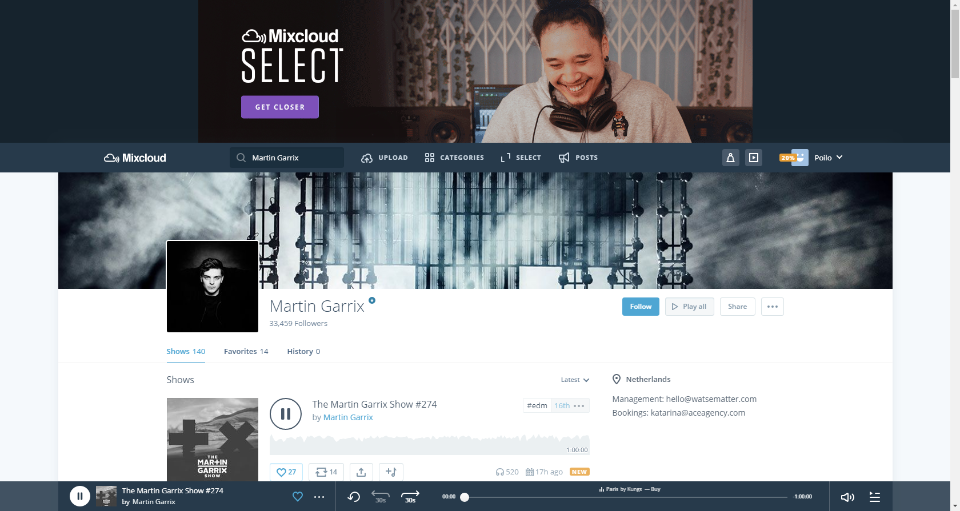 Mixcloud
SELECT
GET CLOSER
Mixcloud
Martin Garrix
UPLOAD
CATEGORIES
SELECT
POSTS
20%
Poilo
Martin Garrix
33,459 Followers
Follow
Play all
Share
Shows 140
Favorites 14
History 0
Shows
Latest
Netherlands
Management: hello@watsematter.com
Bookings: katarina@aceagency.com
The Martin Garrix Show #274
by Martin Garrix
#edm
16th
1:00:00
THE
MARTIN
GARRIX
SHOW
27
14
520
17h ago
NEW
The Martin Garrix Show #274
by Martin Garrix
30s
30s
00:00
Paris by Kungs — Buy
-1:00:00